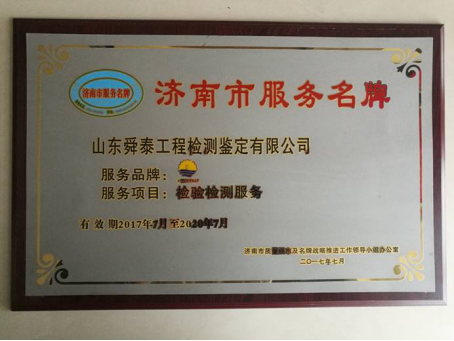 济南市服务名牌
济南市服务名牌
山东舜泰工程检测鉴定有限公司
服务品牌：
服务项目：检验检测服务
有效期2017年7月至2020年7月
济南市质及名牌战略推进工作领导小组办公室
二〇一七年七月